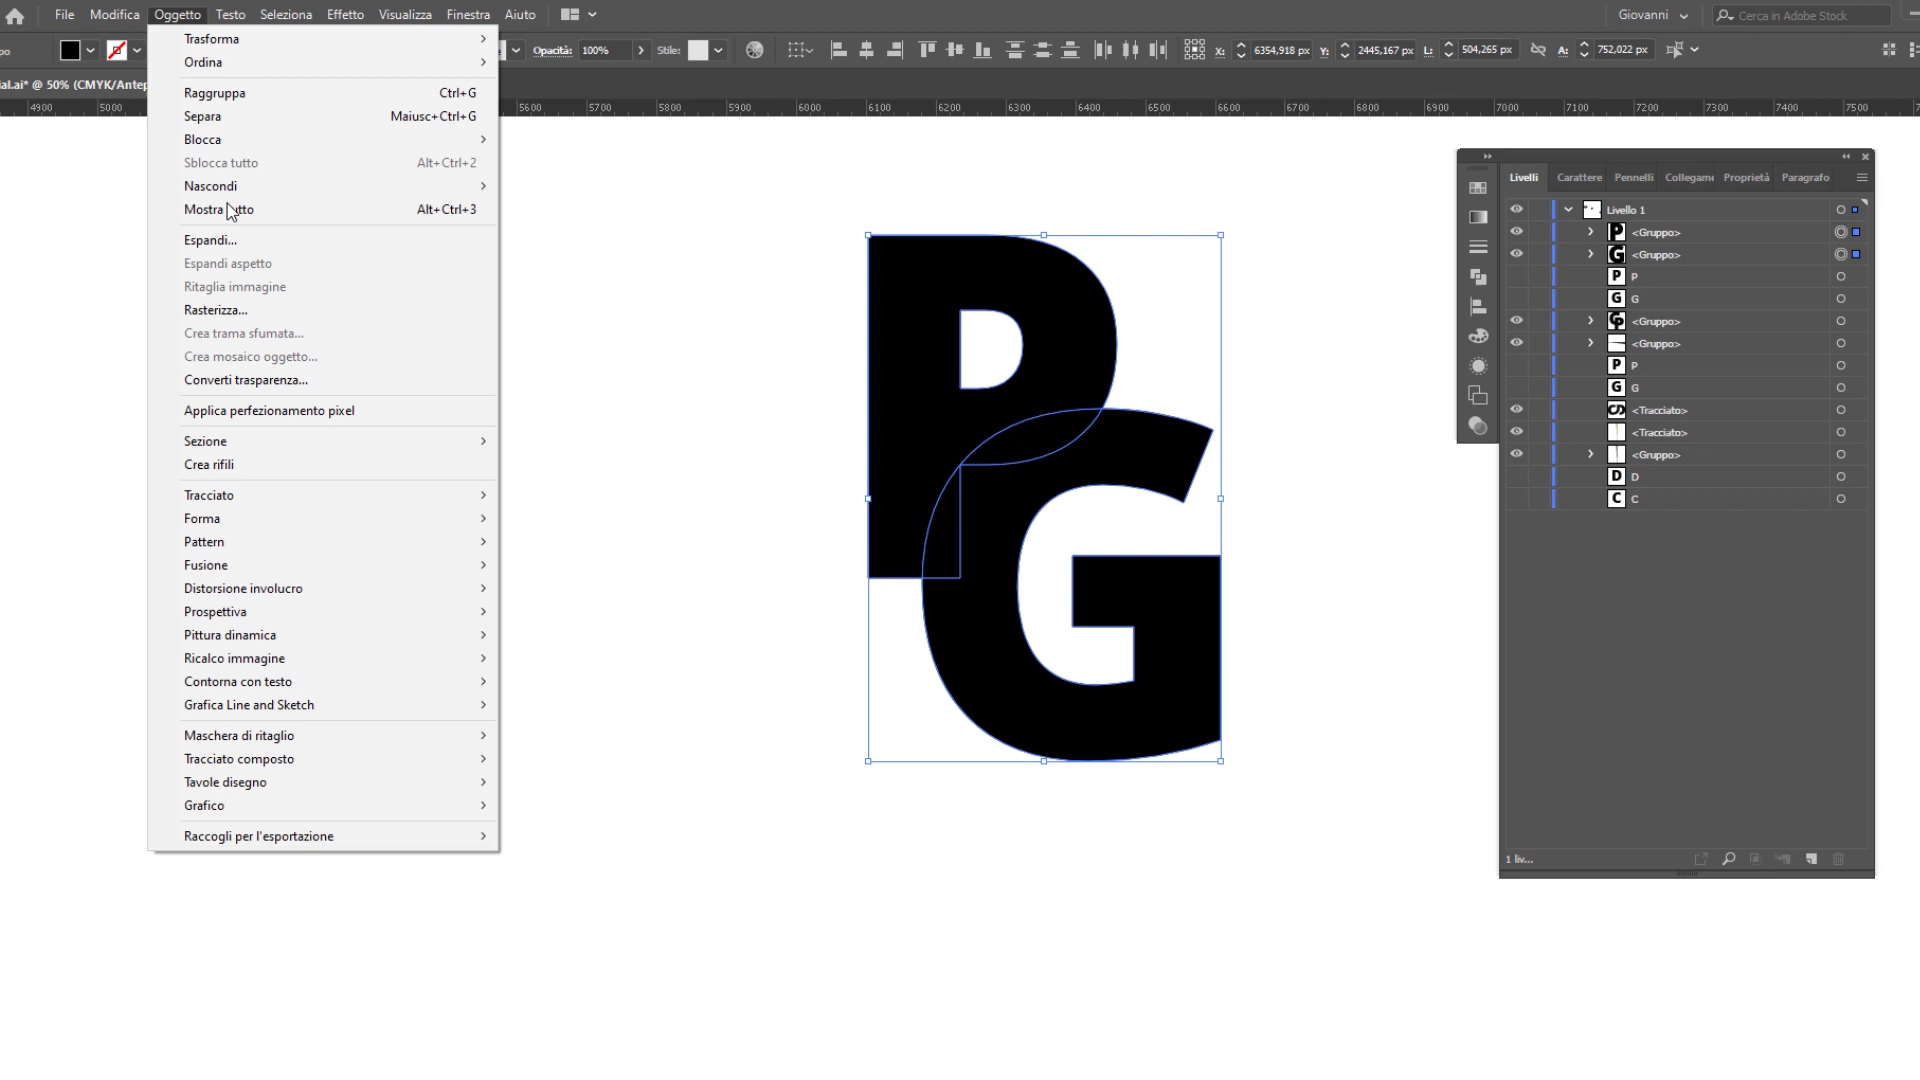 File Modifica Oggetto Testo Seleziona Effetto Visualizza Finestra Aiuto Giovanni Cerca in Adobe Stock
po Opacità: 100% Stile: X: 6354,918 px Y: 2445,167 px L: 504,265 px A: 752,022 px
ial.ai* @ 50% (CMYK/Antep
4900 5000 5600 5700 5800 5900 6000 6100 6200 6300 6400 6500 6600 6700 6800 6900 7000 7100 7200 7300 7400 7500
Trasforma
Ordina
Raggruppa Ctrl+G
Separa Maiusc+Ctrl+G
Blocca
Sblocca tutto Alt+Ctrl+2
Nascondi
Mostra tto Alt+Ctrl+3
Espandi...
Espandi aspetto
Ritaglia immagine
Rasterizza...
Crea trama sfumata...
Crea mosaico oggetto...
Converti trasparenza...
Applica perfezionamento pixel
Sezione
Crea rifili
Tracciato
Forma
Pattern
Fusione
Distorsione involucro
Prospettiva
Pittura dinamica
Ricalco immagine
Contorna con testo
Grafica Line and Sketch
Maschera di ritaglio
Tracciato composto
Tavole disegno
Grafico
Raccogli per l'esportazione
P
G
Livelli Carattere Pennelli Collegame Proprietà Paragrafo
Livello 1
P <Gruppo>
G <Gruppo>
P P
G G
<Gruppo>
<Gruppo>
P P
G G
<Tracciato>
<Tracciato>
<Gruppo>
D D
C C
1 liv...